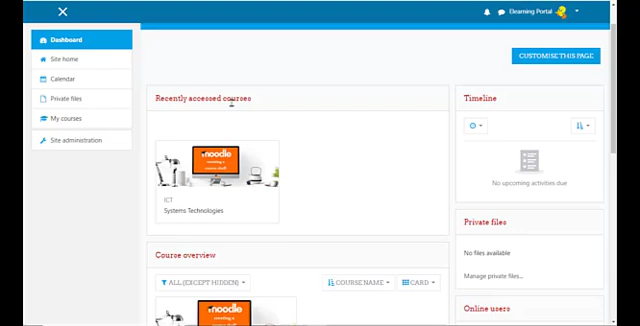 Elearning Portal
Dashboard
Site home
Calendar
Private files
My courses
Site administration
CUSTOMISE THIS PAGE
Recently accessed courses
moodle
ICT
Systems Technologies
Course overview
ALL (EXCEPT HIDDEN)
COURSE NAME
CARD
moodle
Timeline
No upcoming activities due
Private files
No files available
Manage private files...
Online users